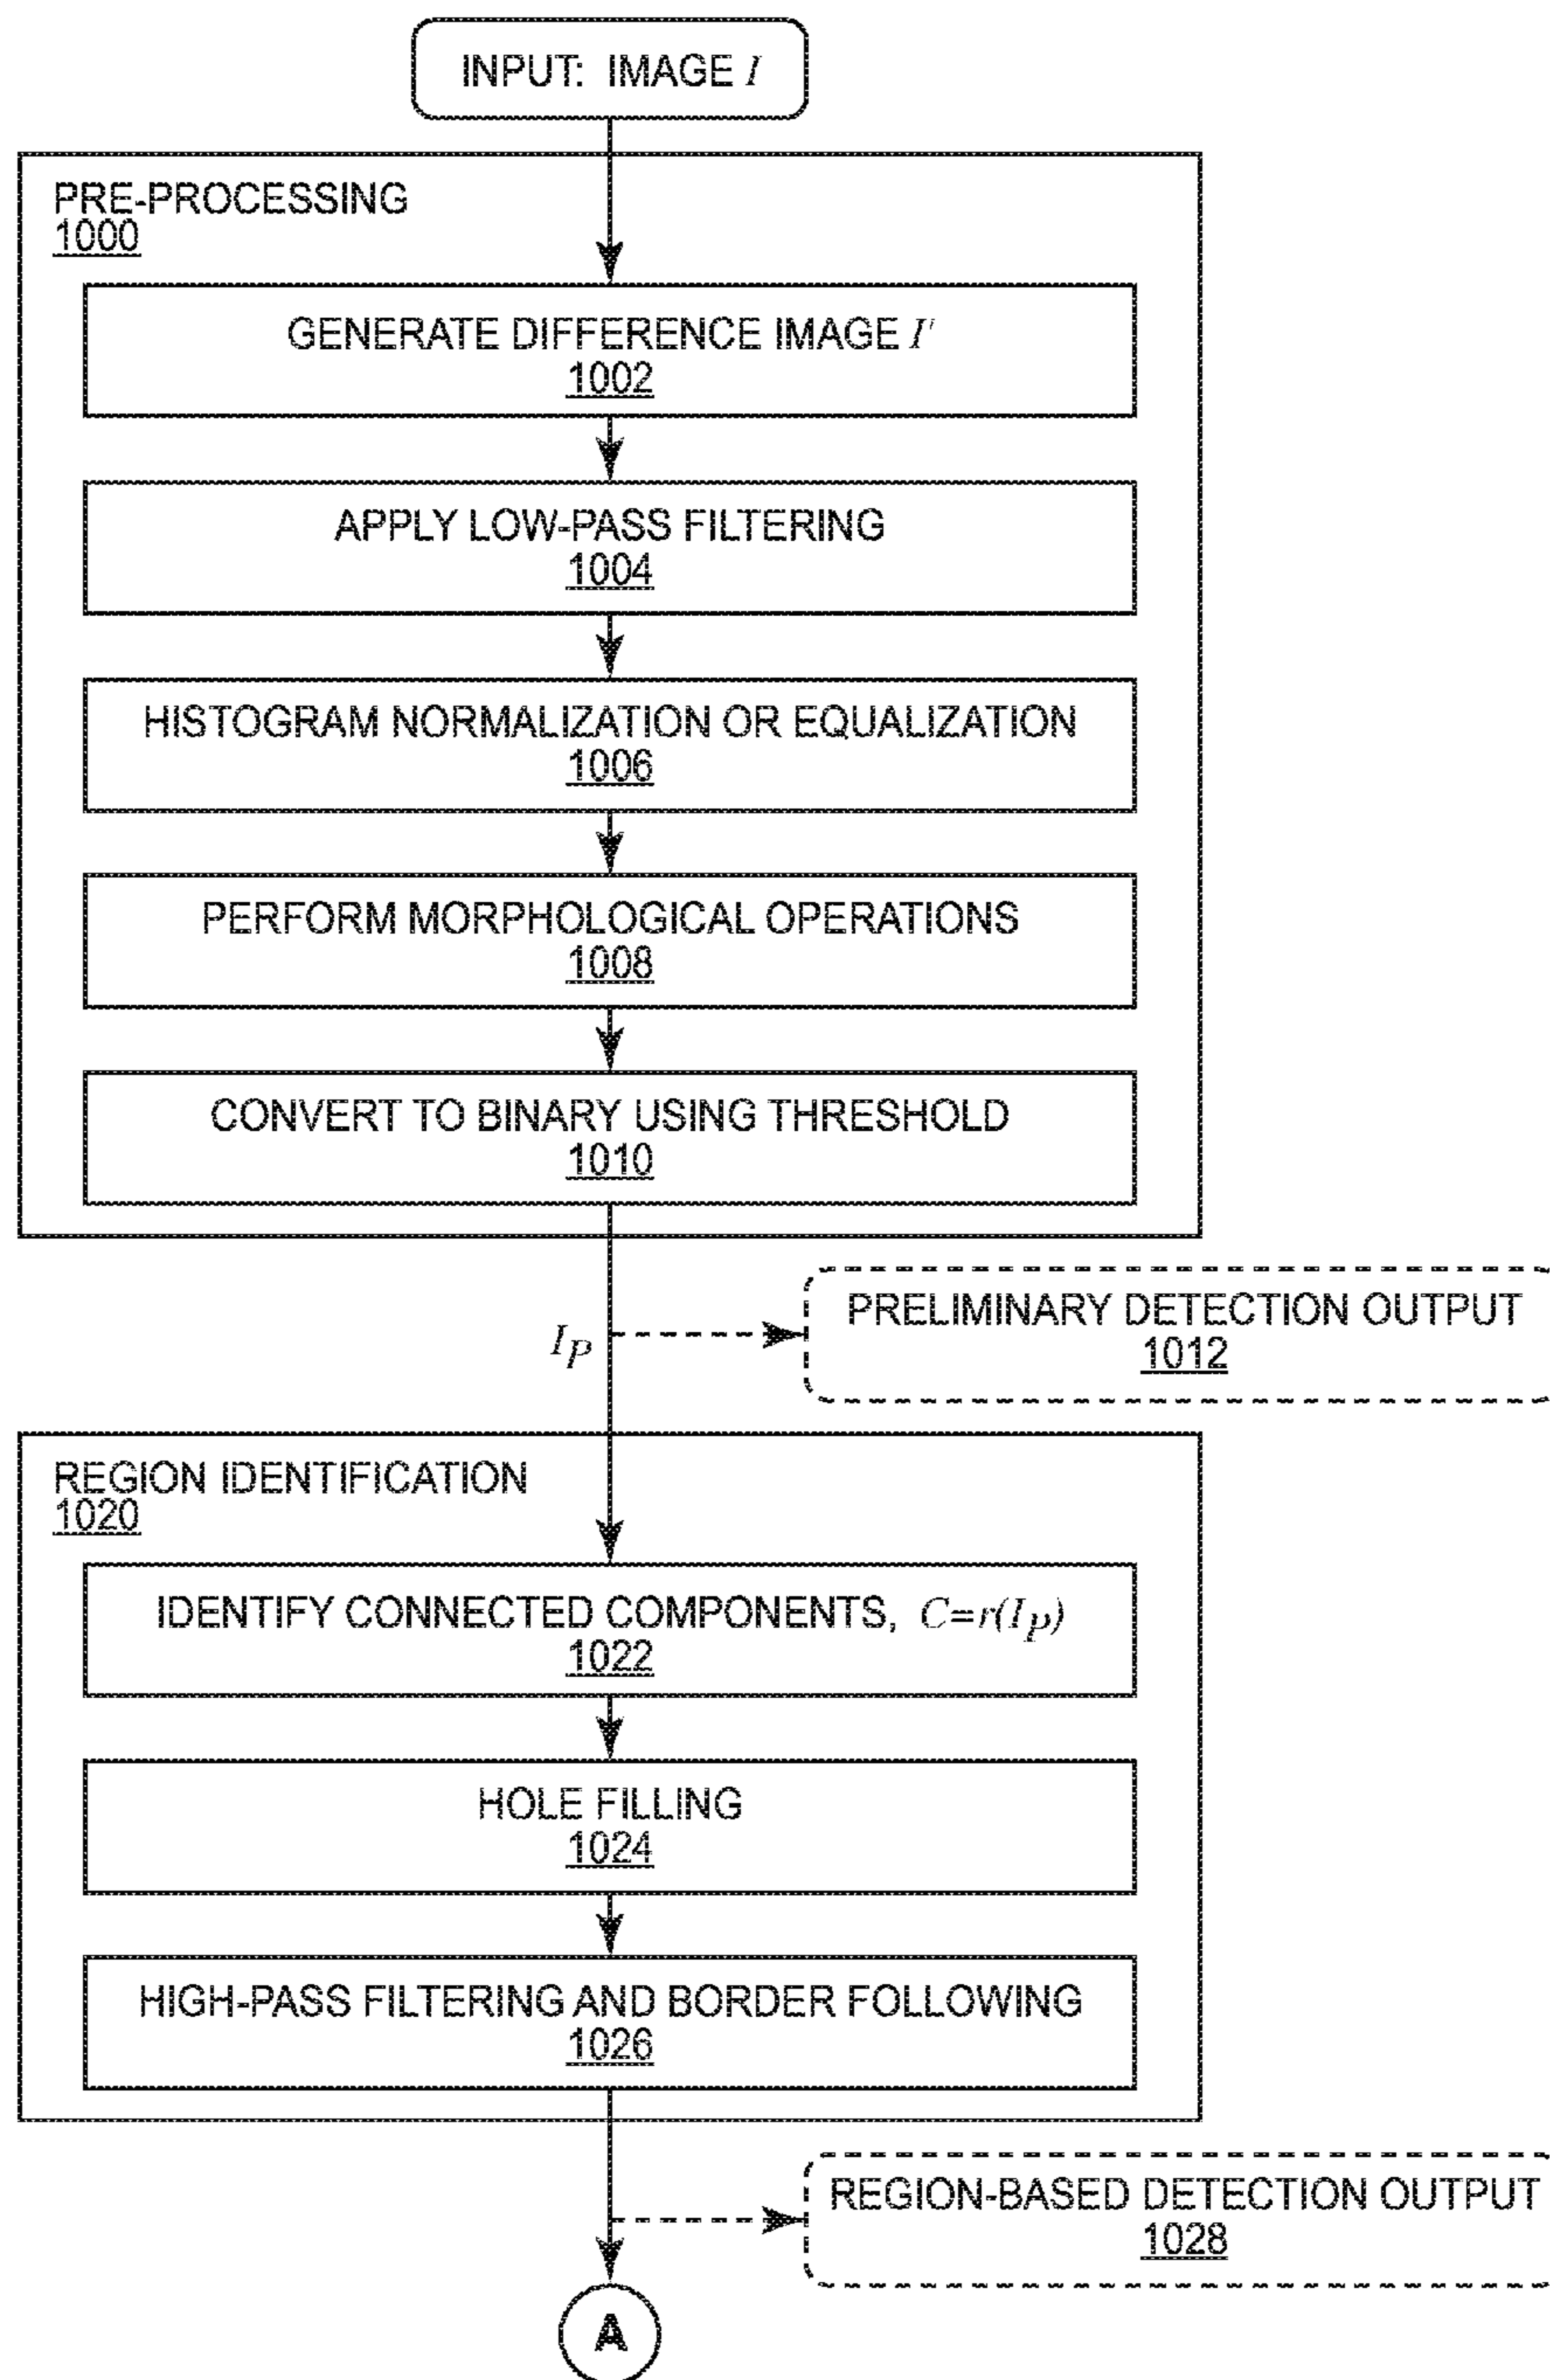 INPUT: IMAGE I
PRE-PROCESSING
1000
GENERATE DIFFERENCE IMAGE I'
1002
APPLY LOW-PASS FILTERING
1004
HISTOGRAM NORMALIZATION OR EQUALIZATION
1006
PERFORM MORPHOLOGICAL OPERATIONS
1008
CONVERT TO BINARY USING THRESHOLD
1010
PRELIMINARY DETECTION OUTPUT
1012
IP
REGION IDENTIFICATION
1020
IDENTIFY CONNECTED COMPONENTS, C=r(IP)
1022
HOLE FILLING
1024
HIGH-PASS FILTERING AND BORDER FOLLOWING
1026
REGION-BASED DETECTION OUTPUT
1028
A